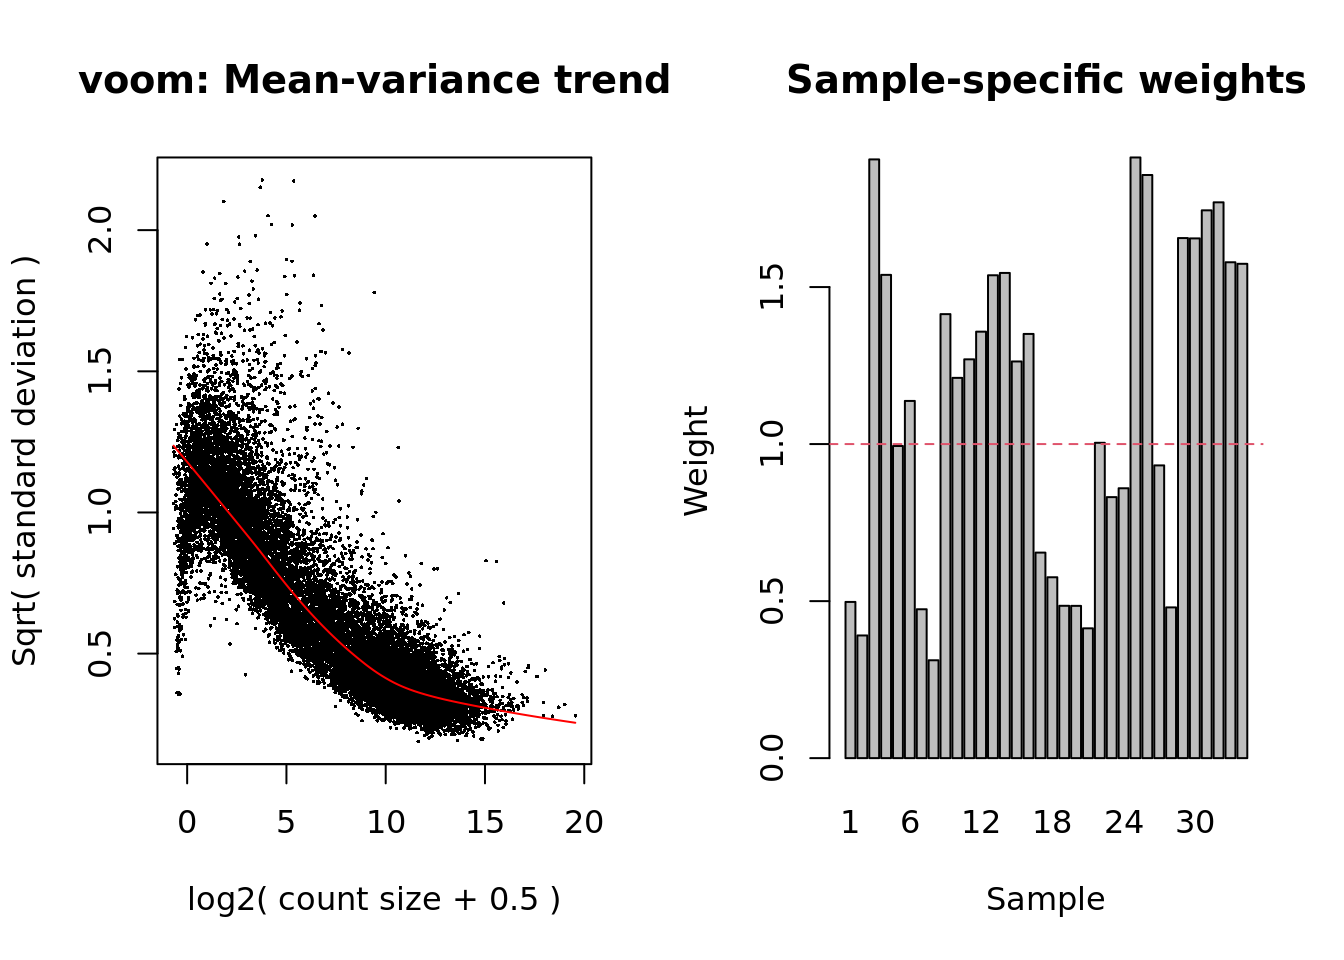 voom: Mean-variance trend
Sqrt( standard deviation )
2.0
1.5
1.0
0.5
0 5 10 15 20
log2( count size + 0.5 )
Sample-specific weights
Weight
1.5
1.0
0.5
0.0
1 6 12 18 24 30
Sample